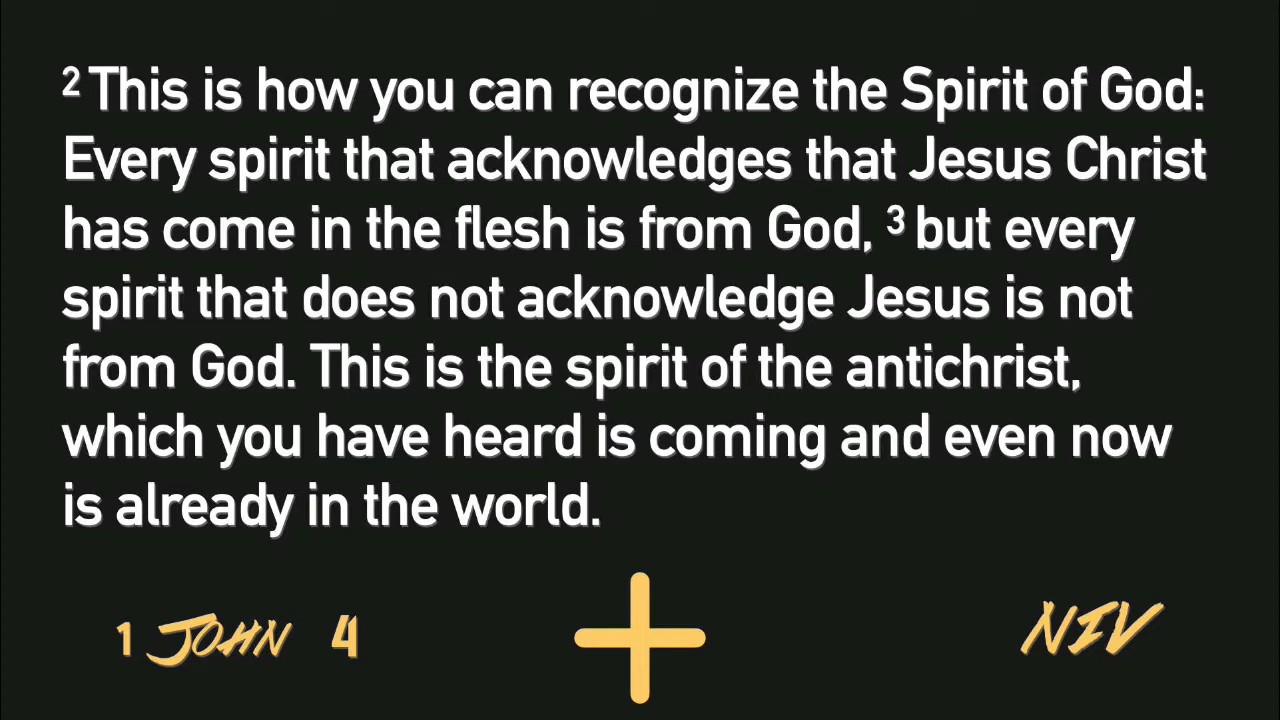 2 This is how you can recognize the Spirit of God:
Every spirit that acknowledges that Jesus Christ
has come in the flesh is from God, 3 but every
spirit that does not acknowledge Jesus is not
from God. This is the spirit of the antichrist,
which you have heard is coming and even now
is already in the world.
1 JOHN 4
NIV